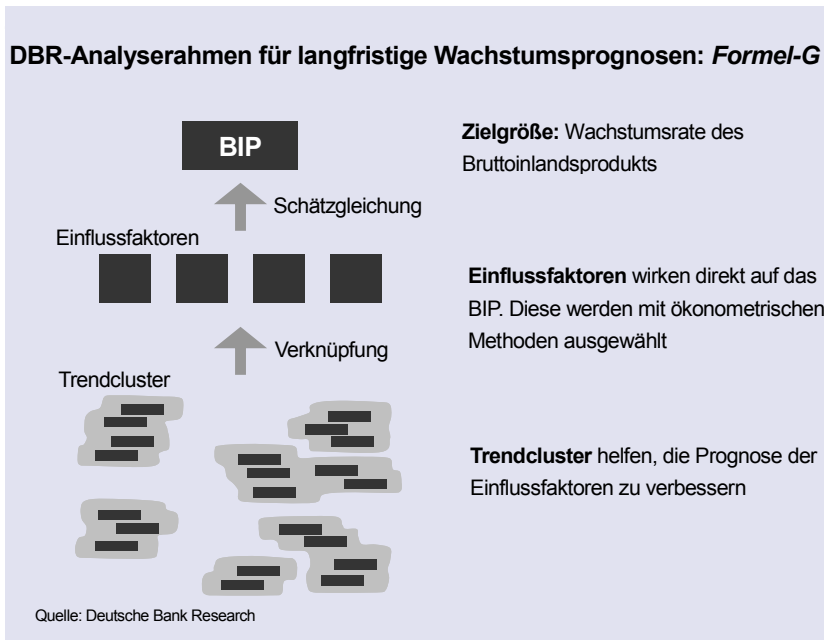 DBR-Analyserahmen für langfristige Wachstumsprognosen: Formel-G
BIP
Zielgröße: Wachstumsrate des
Bruttoinlandsprodukts
Schätzgleichung
Einflussfaktoren
Einflussfaktoren wirken direkt auf das
BIP. Diese werden mit ökonometrischen
Methoden ausgewählt
Verknüpfung
Trendcluster
Trendcluster helfen, die Prognose der
Einflussfaktoren zu verbessern
Quelle: Deutsche Bank Research